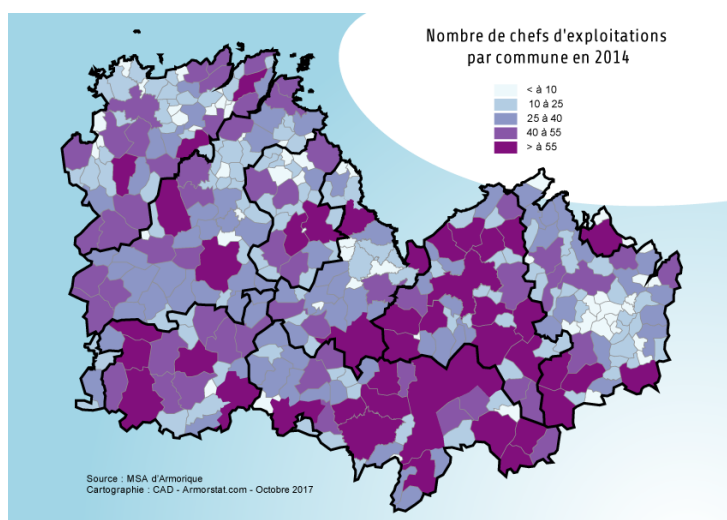 Nombre de chefs d'exploitations
par commune en 2014
< à 10
10 à 25
25 à 40
40 à 55
> à 55
Source : MSA d'Armorique
Cartographie : CAD - Armorstat.com - Octobre 2017